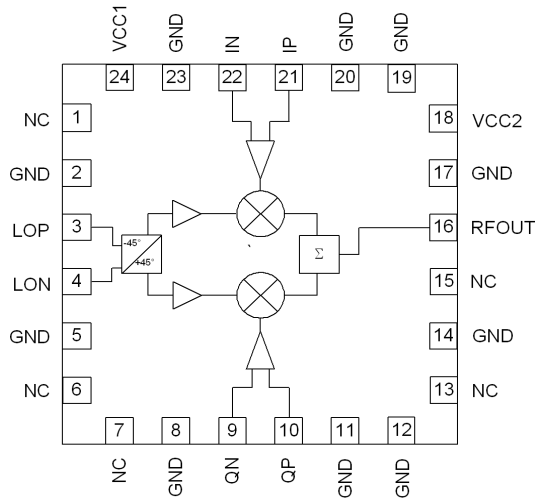 VCC1 GND IN IP GND GND
24 23 22 21 20 19
NC 1
18 VCC2
GND 2
17 GND
LOP 3
-45°
+45°
Σ
16 RFOUT
LON 4
15 NC
GND 5
14 GND
NC 6
13 NC
7 8 9 10 11 12
NC GND QN QP GND GND